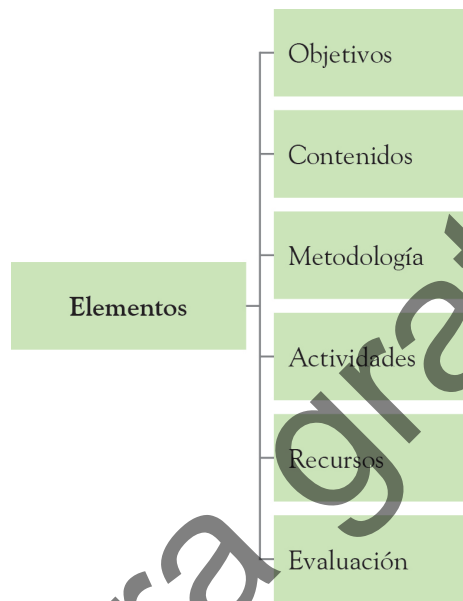 Objetivos
Contenidos
Metodología
Elementos
Actividades
Recursos
Evaluación